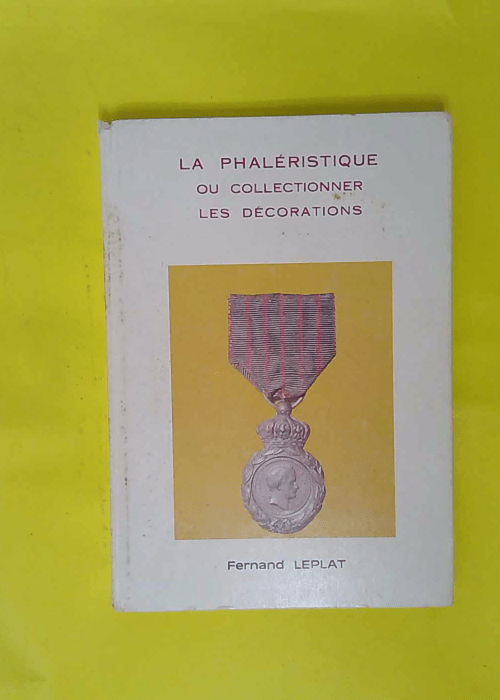 LA PHALÉRISTIQUE
OU COLLECTIONNER
LES DÉCORATIONS
Fernand LEPLAT